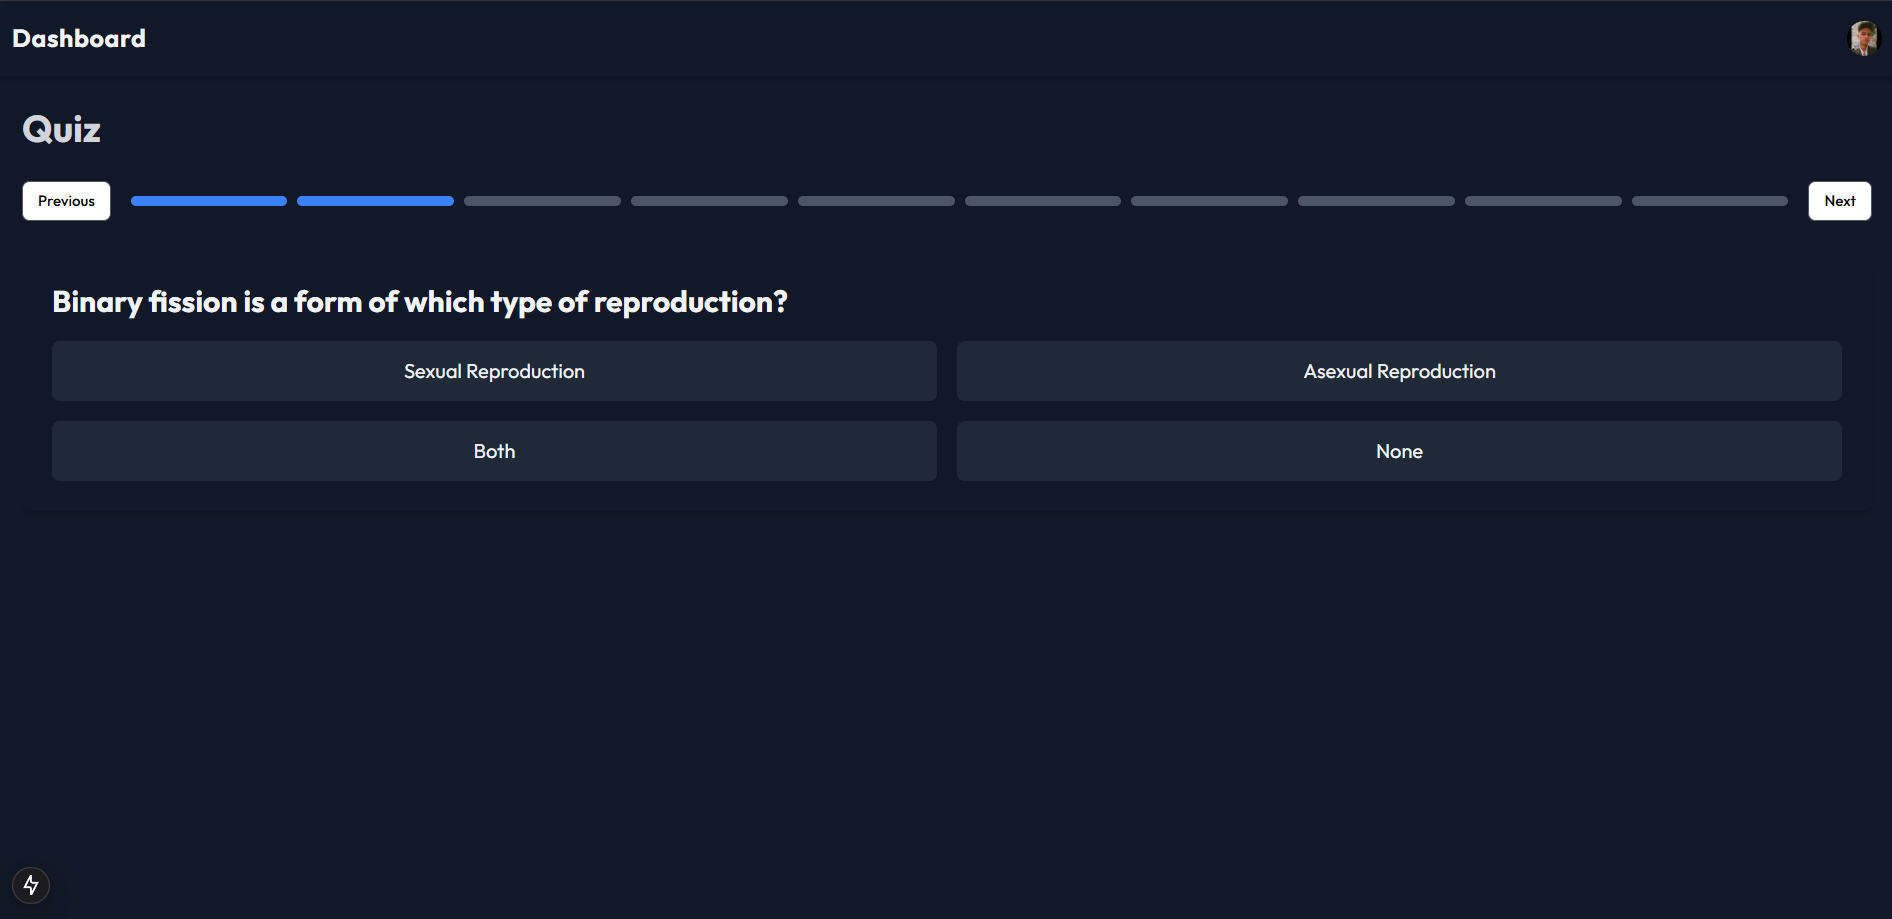 Dashboard
Quiz
Previous
Next
Binary fission is a form of which type of reproduction?
Sexual Reproduction
Asexual Reproduction
Both
None